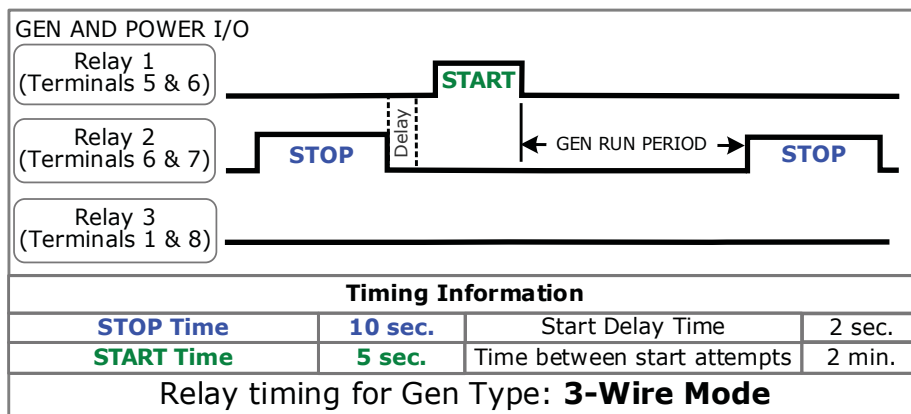 GEN AND POWER I/O
Relay 1
(Terminals 5 & 6)
START
Relay 2
(Terminals 6 & 7)
STOP
Delay
GEN RUN PERIOD
STOP
Relay 3
(Terminals 1 & 8)
Timing Information
STOP Time 10 sec. Start Delay Time 2 sec.
START Time 5 sec. Time between start attempts 2 min.
Relay timing for Gen Type: 3-Wire Mode